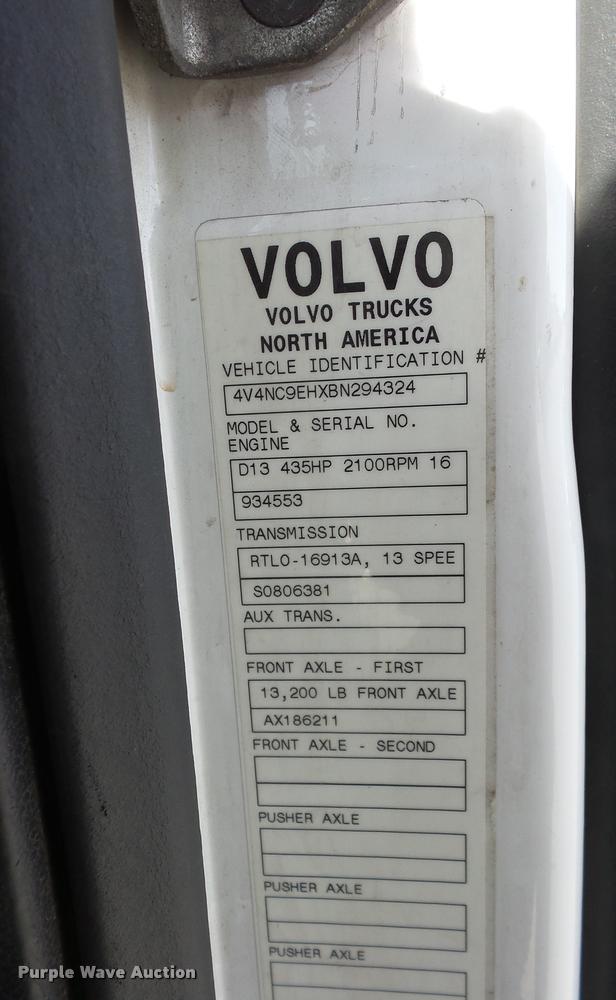 VOLVO
VOLVO TRUCKS
NORTH AMERICA
VEHICLE IDENTIFICATION #
4V4NC9EHXBN294324
MODEL & SERIAL NO.
ENGINE
D13 435HP 2100RPM 16
934553
TRANSMISSION
RTLO-16913A, 13 SPEE
S0806381
AUX TRANS.
FRONT AXLE - FIRST
13,200 LB FRONT AXLE
AX186211
FRONT AXLE - SECOND
PUSHER AXLE
PUSHER AXLE
PUSHER AXLE
Purple Wave Auction